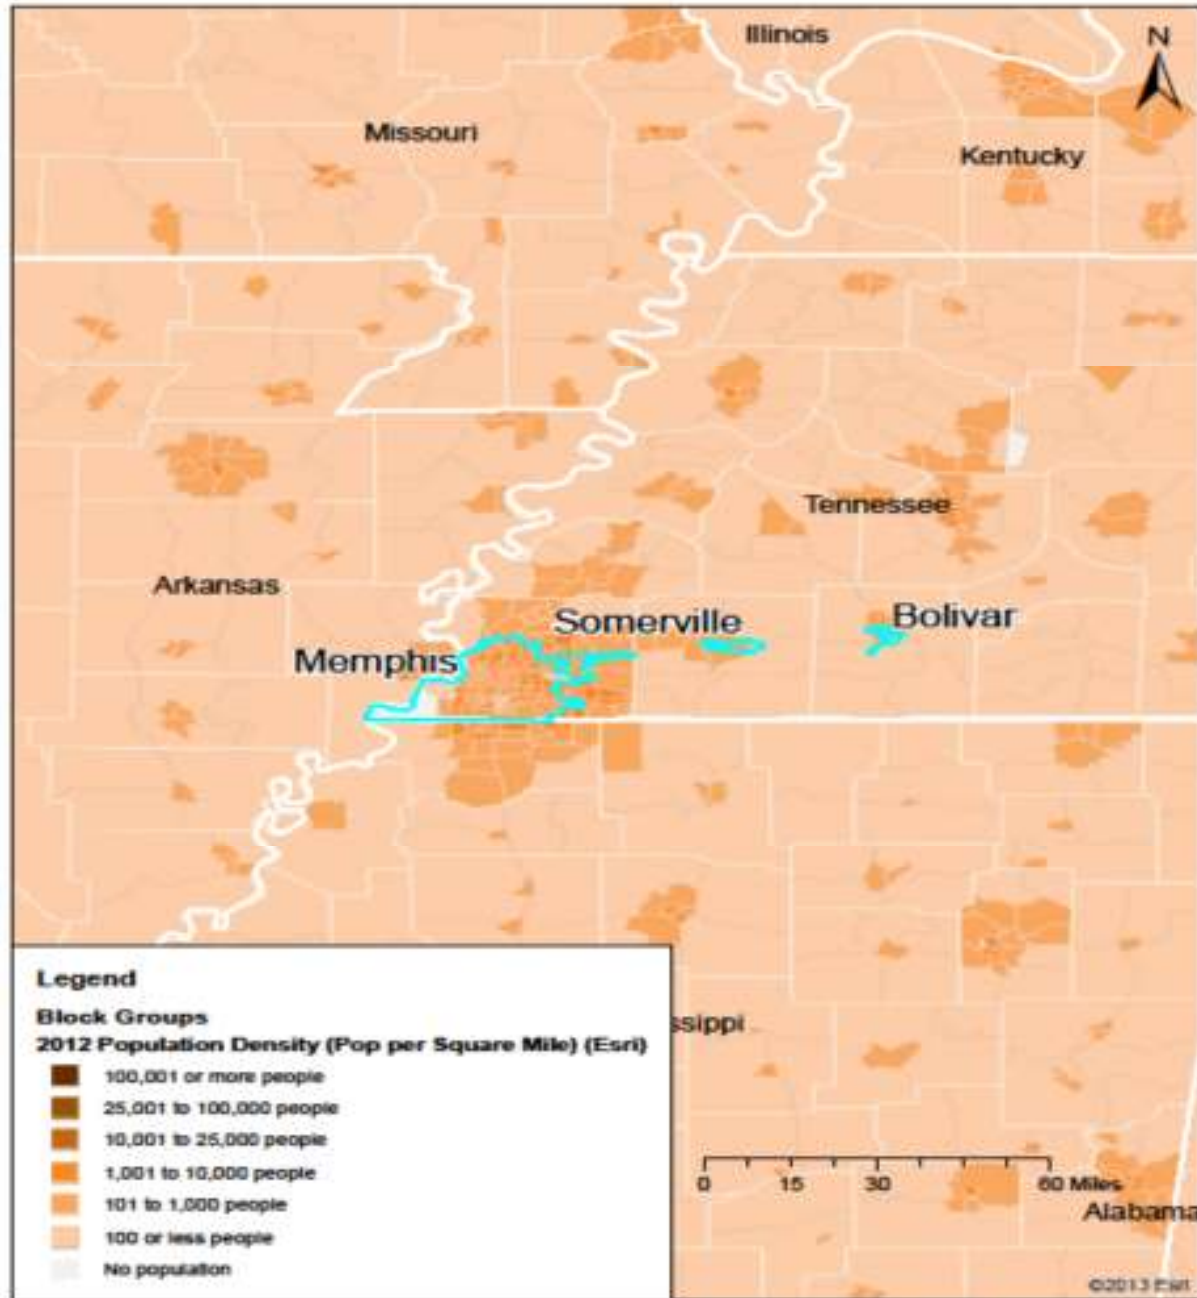 Illinois
N
Missouri
Kentucky
Tennessee
Arkansas
Somerville
Bolivar
Memphis
Legend
Block Groups
ssippi
2012 Population Density (Pop per Square Mile) (Esri)
100,001 or more people
25,001 to 100,000 people
10,001 to 25,000 people
1,001 to 10,000 people
101 to 1,000 people
100 or less people
No population
0 15 30 60 Miles
Alabama
©2013 Esri